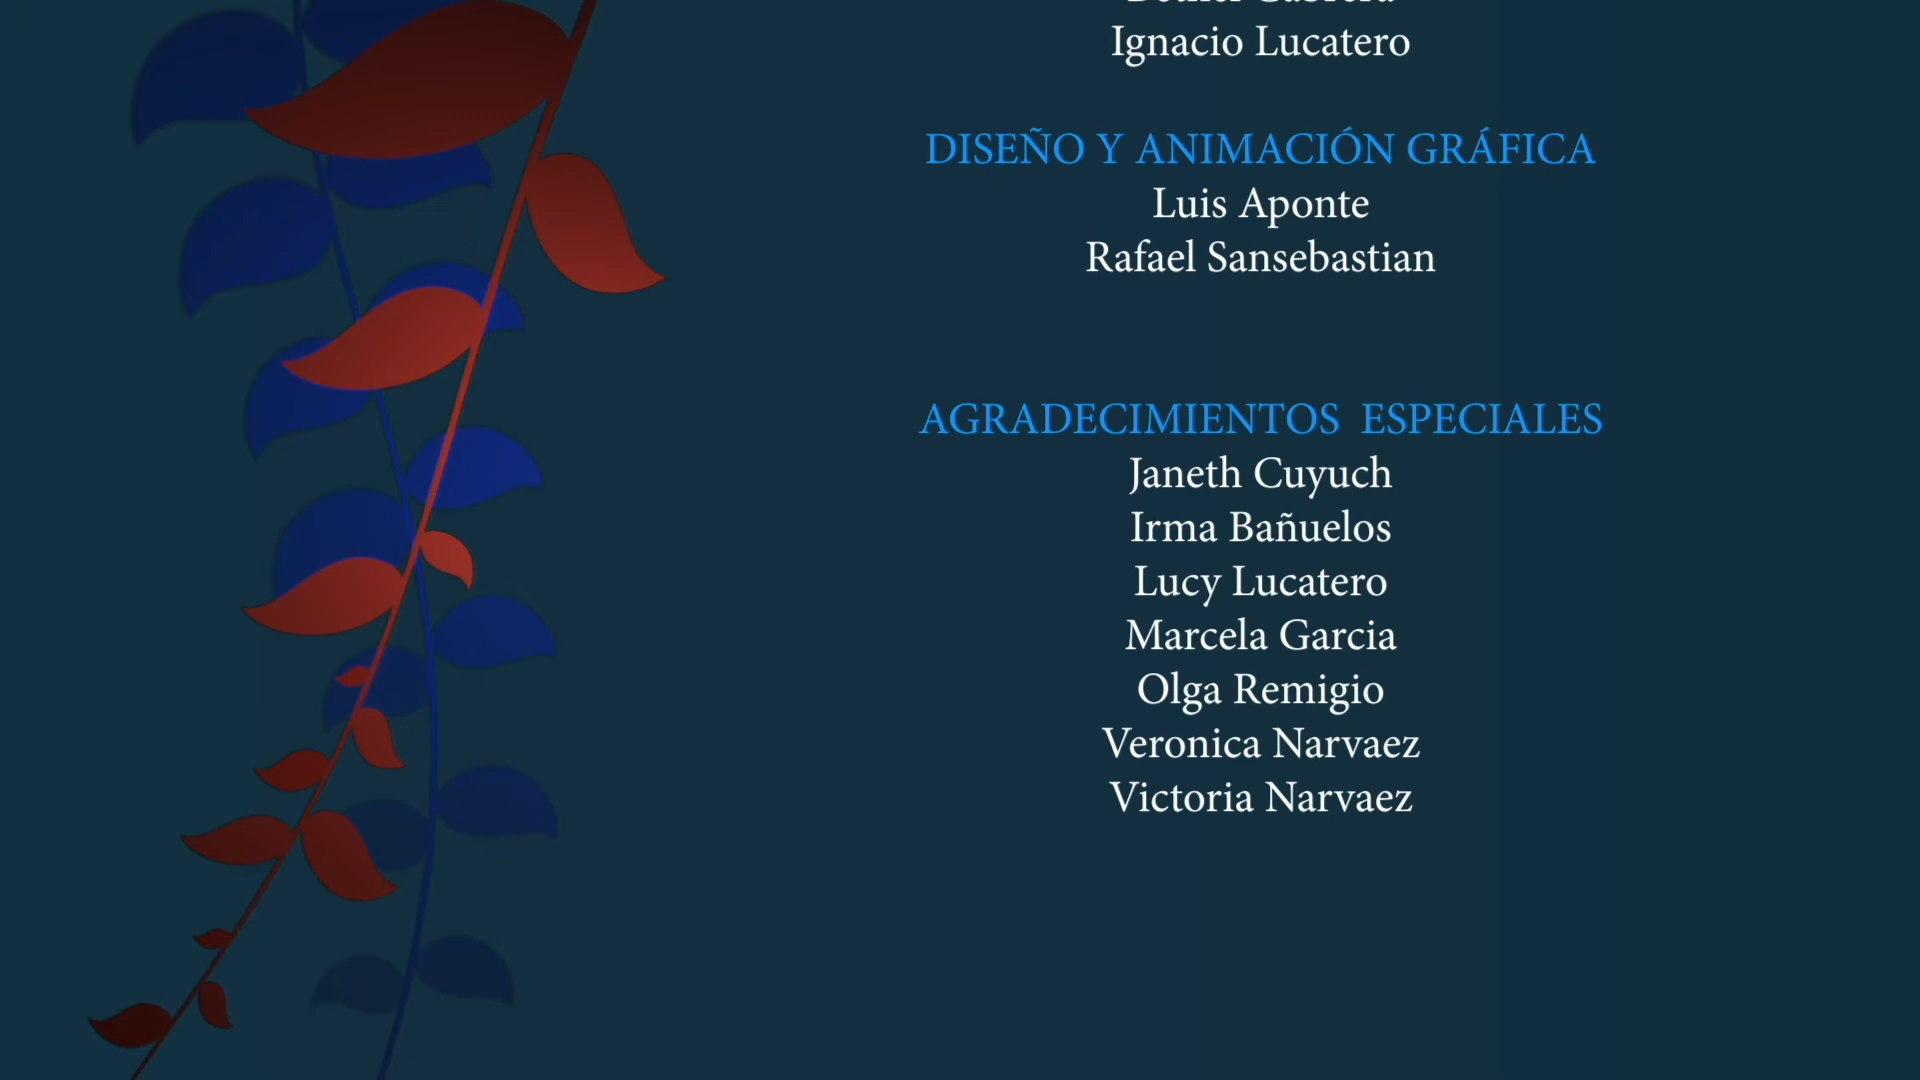 Ignacio Lucatero
DISEÑO Y ANIMACIÓN GRÁFICA
Luis Aponte
Rafael Sansebastian
AGRADECIMIENTOS ESPECIALES
Janeth Cuyuch
Irma Bañuelos
Lucy Lucatero
Marcela Garcia
Olga Remigio
Veronica Narvaez
Victoria Narvaez